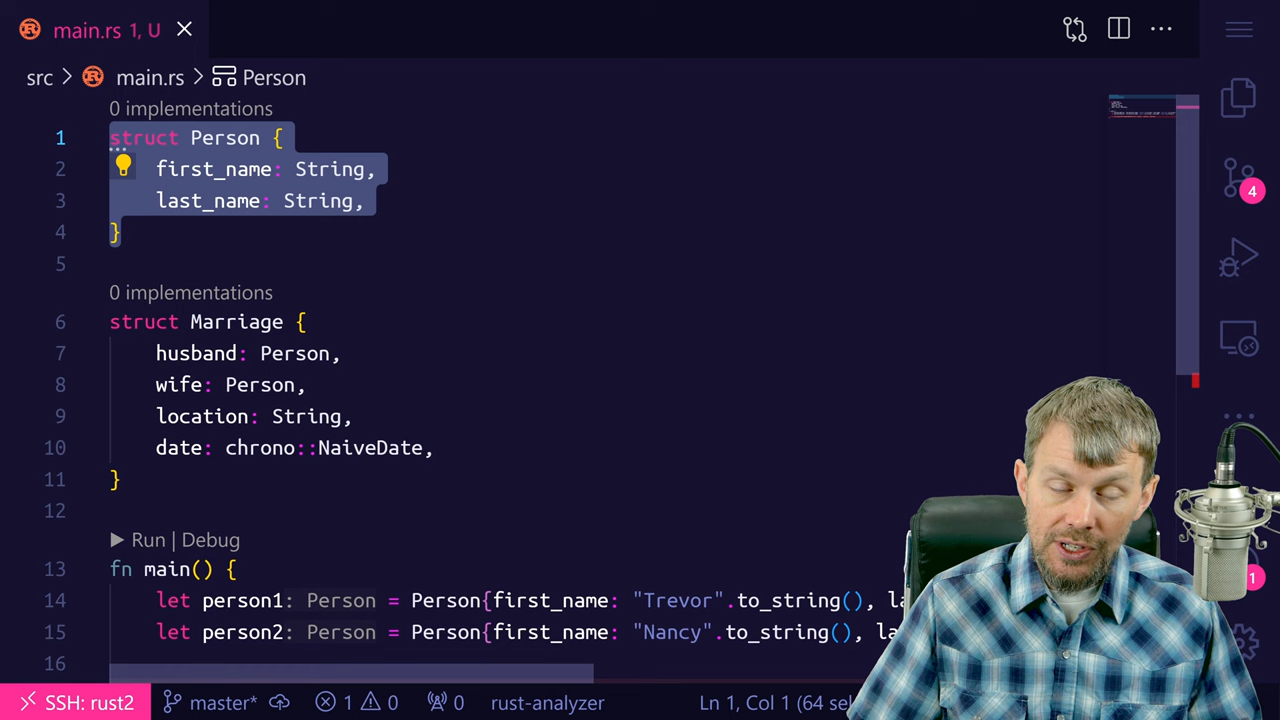 main.rs 1, U
src > main.rs > Person
0 implementations
1 struct Person {
2 first_name: String,
3 last_name: String,
4 }
5
0 implementations
6 struct Marriage {
7 husband: Person,
8 wife: Person,
9 location: String,
10 date: chrono::NaiveDate,
11 }
12
Run | Debug
13 fn main() {
14 let person1: Person = Person{first_name: "Trevor".to_string(), la
15 let person2: Person = Person{first_name: "Nancy".to_string(), la
16
4
1
SSH: rust2 master* 1 0 0 rust-analyzer Ln 1, Col 1 (64 sel